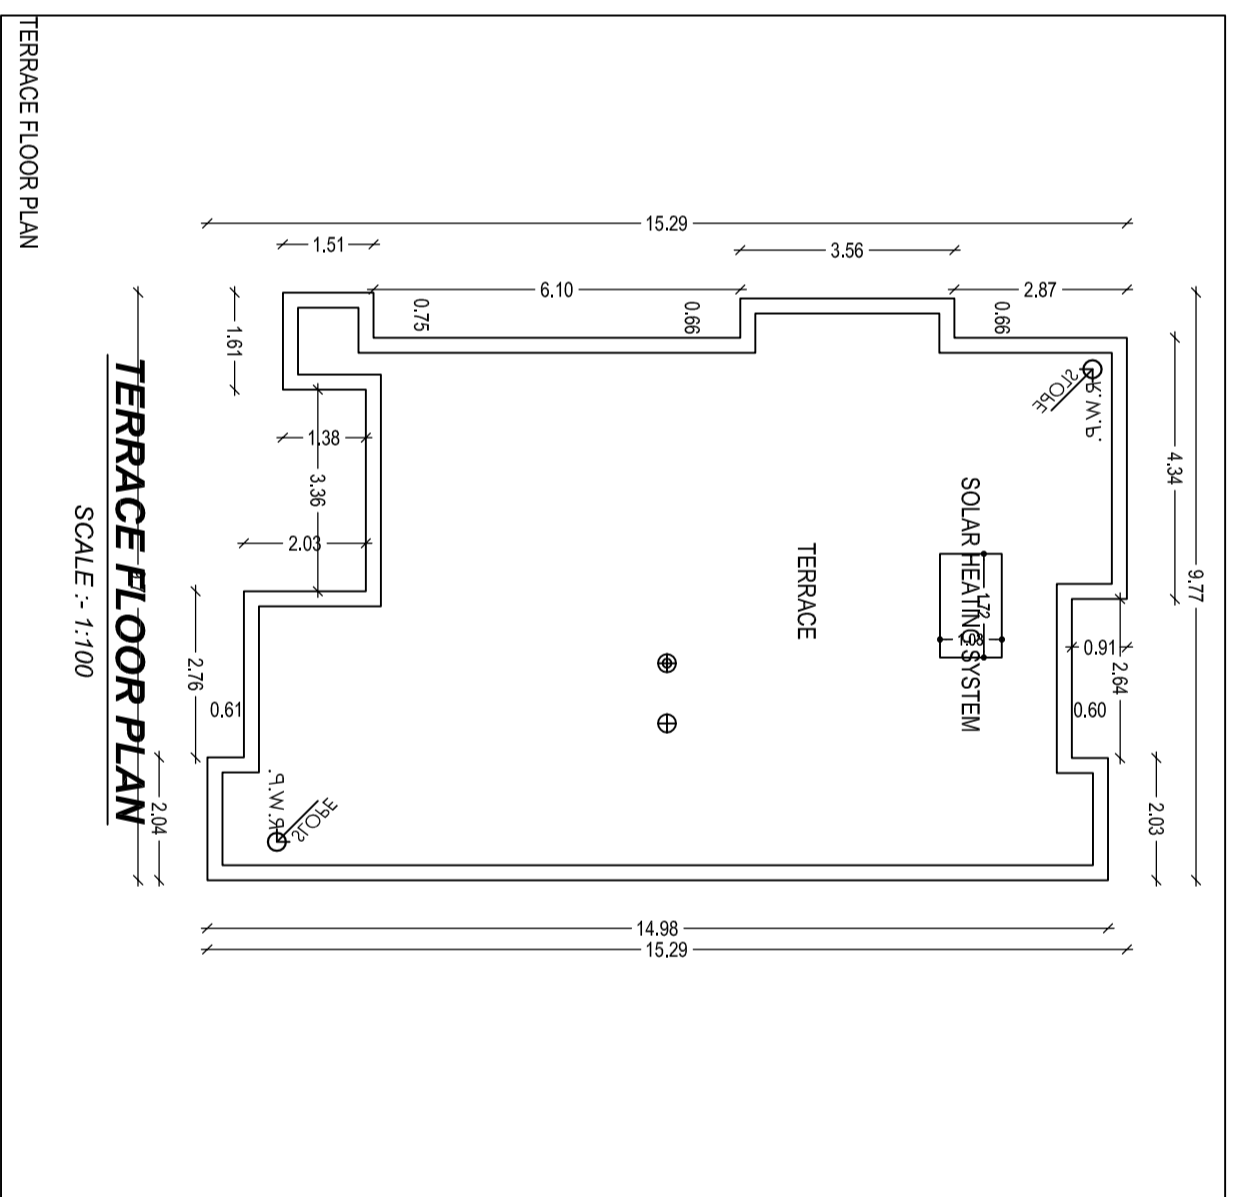 TERRACE FLOOR PLAN
15.29
1.51
3.56
6.10
2.87
0.75
0.66
0.66
1.61
4.34
9.77
SLOPE
R.W.P.
1.38
3.36
2.03
SOLAR HEATING SYSTEM
1.72
TERRACE
0.91
2.64
0.60
2.76
0.61
2.04
2.03
R.W.P.
SLOPE
14.98
15.29
TERRACE FLOOR PLAN
SCALE :- 1:100